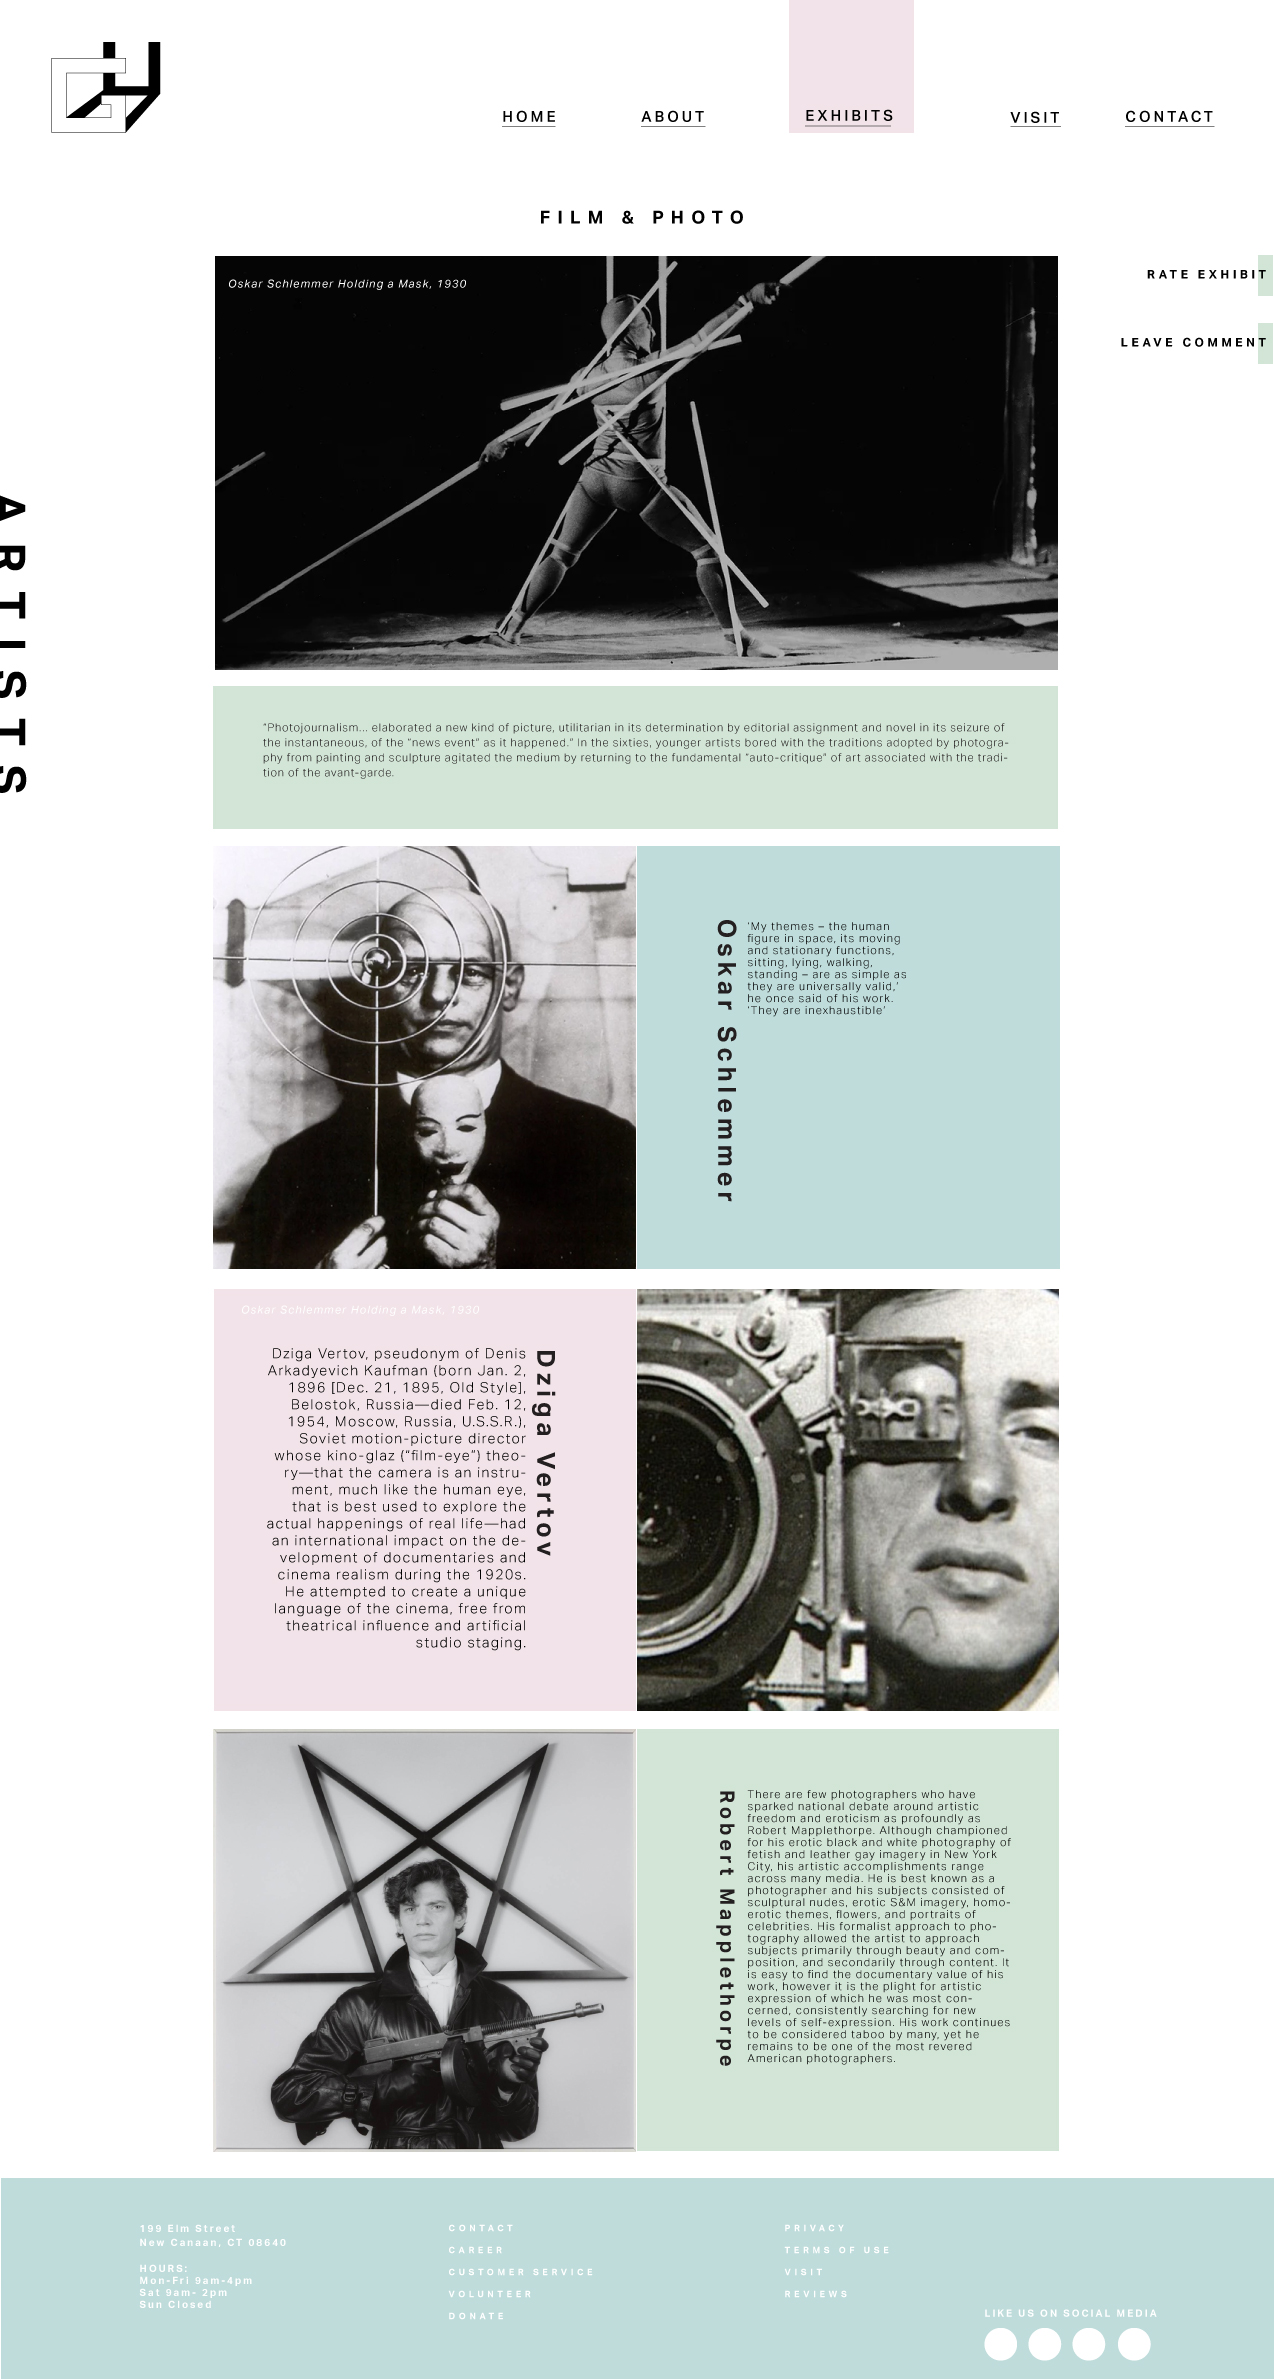 HOME
ABOUT
EXHIBITS
VISIT
CONTACT
FILM & PHOTO
Oskar Schlemmer Holding a Mask, 1930
RATE EXHIBIT
LEAVE COMMENT
ARTISTS
“Photojournalism... elaborated a new kind of picture, utilitarian in its determination by editorial assignment and novel in its seizure of
the instantaneous, of the “news event” as it happened.” In the sixties, younger artists bored with the traditions adopted by photogra-
phy from painting and sculpture agitated the medium by returning to the fundamental “auto-critique” of art associated with the tradi-
tion of the avant-garde.
Oskar Schlemmer
‘My themes – the human
figure in space, its moving
and stationary functions,
sitting, lying, walking,
standing – are as simple as
they are universally valid,’
he once said of his work.
‘They are inexhaustible’
Oskar Schlemmer Holding a Mask, 1930
Dziga Vertov, pseudonym of Denis
Arkadyevich Kaufman (born Jan. 2,
1896 [Dec. 21, 1895, Old Style],
Belostok, Russia—died Feb. 12,
1954, Moscow, Russia, U.S.S.R.),
Soviet motion-picture director
whose kino-glaz (“film-eye”) theo-
ry—that the camera is an instru-
ment, much like the human eye,
that is best used to explore the
actual happenings of real life—had
an international impact on the de-
velopment of documentaries and
cinema realism during the 1920s.
He attempted to create a unique
language of the cinema, free from
theatrical influence and artificial
studio staging.
Dziga Vertov
Robert Mapplethorpe
There are few photographers who have
sparked national debate around artistic
freedom and eroticism as profoundly as
Robert Mapplethorpe. Although championed
for his erotic black and white photography of
fetish and leather gay imagery in New York
City, his artistic accomplishments range
across many media. He is best known as a
photographer and his subjects consisted of
sculptural nudes, erotic S&M imagery, homo-
erotic themes, flowers, and portraits of
celebrities. His formalist approach to pho-
tography allowed the artist to approach
subjects primarily through beauty and com-
position, and secondarily through content. It
is easy to find the documentary value of his
work, however it is the plight for artistic
expression of which he was most con-
cerned, consistently searching for new
levels of self-expression. His work continues
to be considered taboo by many, yet he
remains to be one of the most revered
American photographers.
199 Elm Street
New Canaan, CT 08640
HOURS:
Mon-Fri 9am-4pm
Sat 9am- 2pm
Sun Closed
CONTACT
CAREER
CUSTOMER SERVICE
VOLUNTEER
DONATE
PRIVACY
TERMS OF USE
VISIT
REVIEWS
LIKE US ON SOCIAL MEDIA